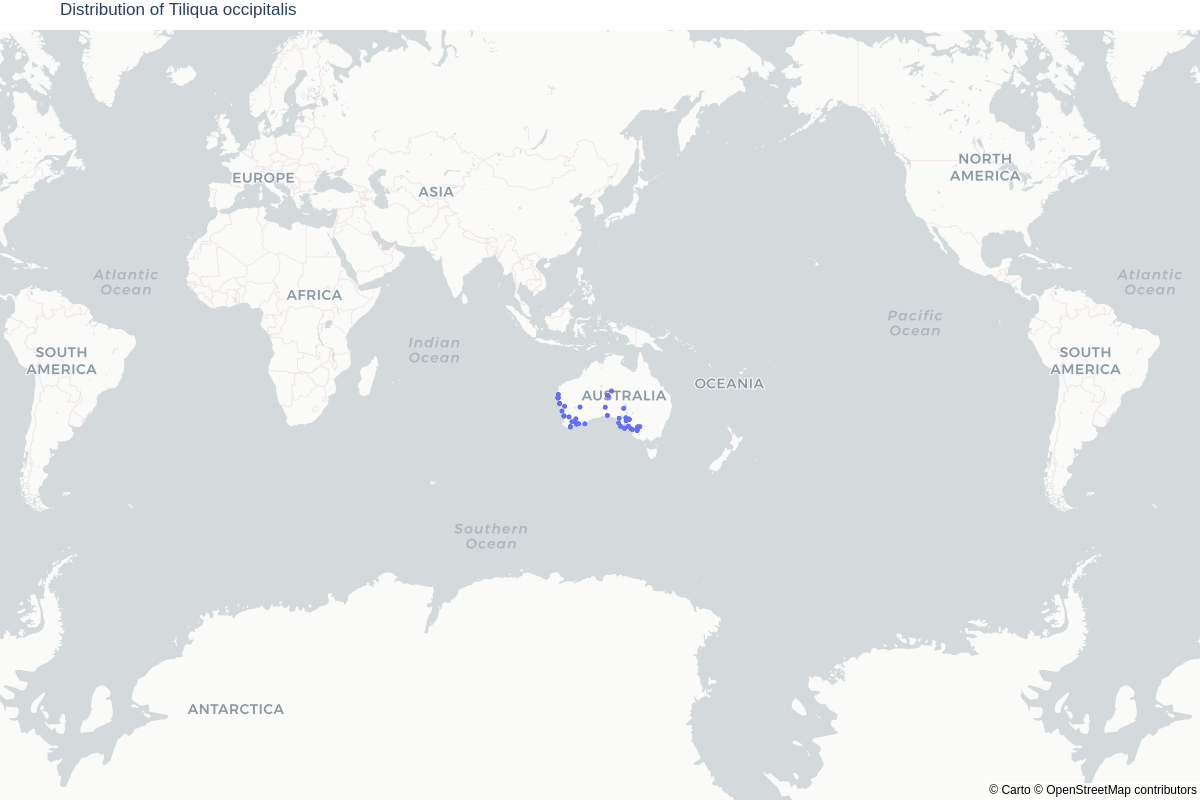 Distribution of Tiliqua occipitalis
NORTH
AMERICA
EUROPE
ASIA
Atlantic
Ocean
Atlantic
Ocean
AFRICA
Pacific
Ocean
Indian
Ocean
SOUTH
AMERICA
SOUTH
AMERICA
OCEANIA
AUSTRALIA
Southern
Ocean
ANTARCTICA
© Carto © OpenStreetMap contributors